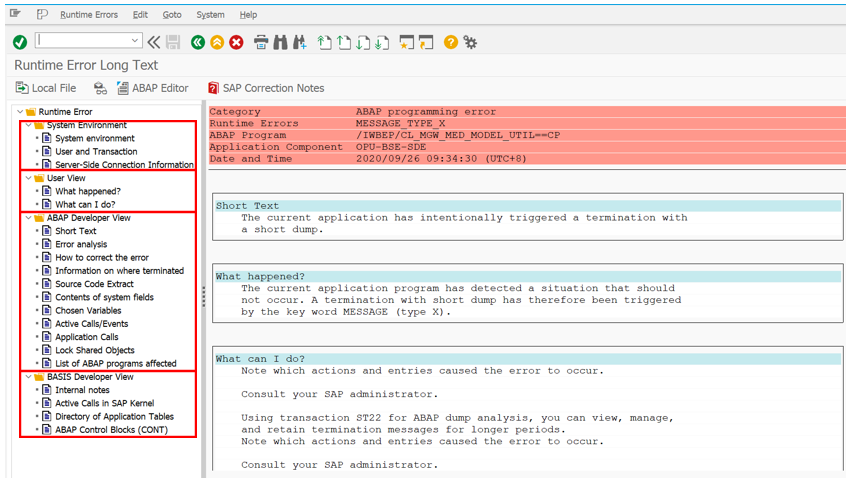 Runtime Errors Edit Goto System Help
Runtime Error Long Text
Local File ABAP Editor SAP Correction Notes
Runtime Error
System Environment
System environment
User and Transaction
Server-Side Connection Information
User View
What happened?
What can I do?
ABAP Developer View
Short Text
Error analysis
How to correct the error
Information on where terminated
Source Code Extract
Contents of system fields
Chosen Variables
Active Calls/Events
Application Calls
Lock Shared Objects
List of ABAP programs affected
BASIS Developer View
Internal notes
Active Calls in SAP Kernel
Directory of Application Tables
ABAP Control Blocks (CONT)
Category ABAP programming error
Runtime Errors MESSAGE_TYPE_X
ABAP Program /IWBEP/CL_MGW_MED_MODEL_UTIL==CP
Application Component OPU-BSE-SDE
Date and Time 2020/09/26 09:34:30 (UTC+8)
Short Text
The current application has intentionally triggered a termination with
a short dump.
What happened?
The current application program has detected a situation that should
not occur. A termination with short dump has therefore been triggered
by the key word MESSAGE (type X).
What can I do?
Note which actions and entries caused the error to occur.
Consult your SAP administrator.
Using transaction ST22 for ABAP dump analysis, you can view, manage,
and retain termination messages for longer periods.
Note which actions and entries caused the error to occur.
Consult your SAP administrator.